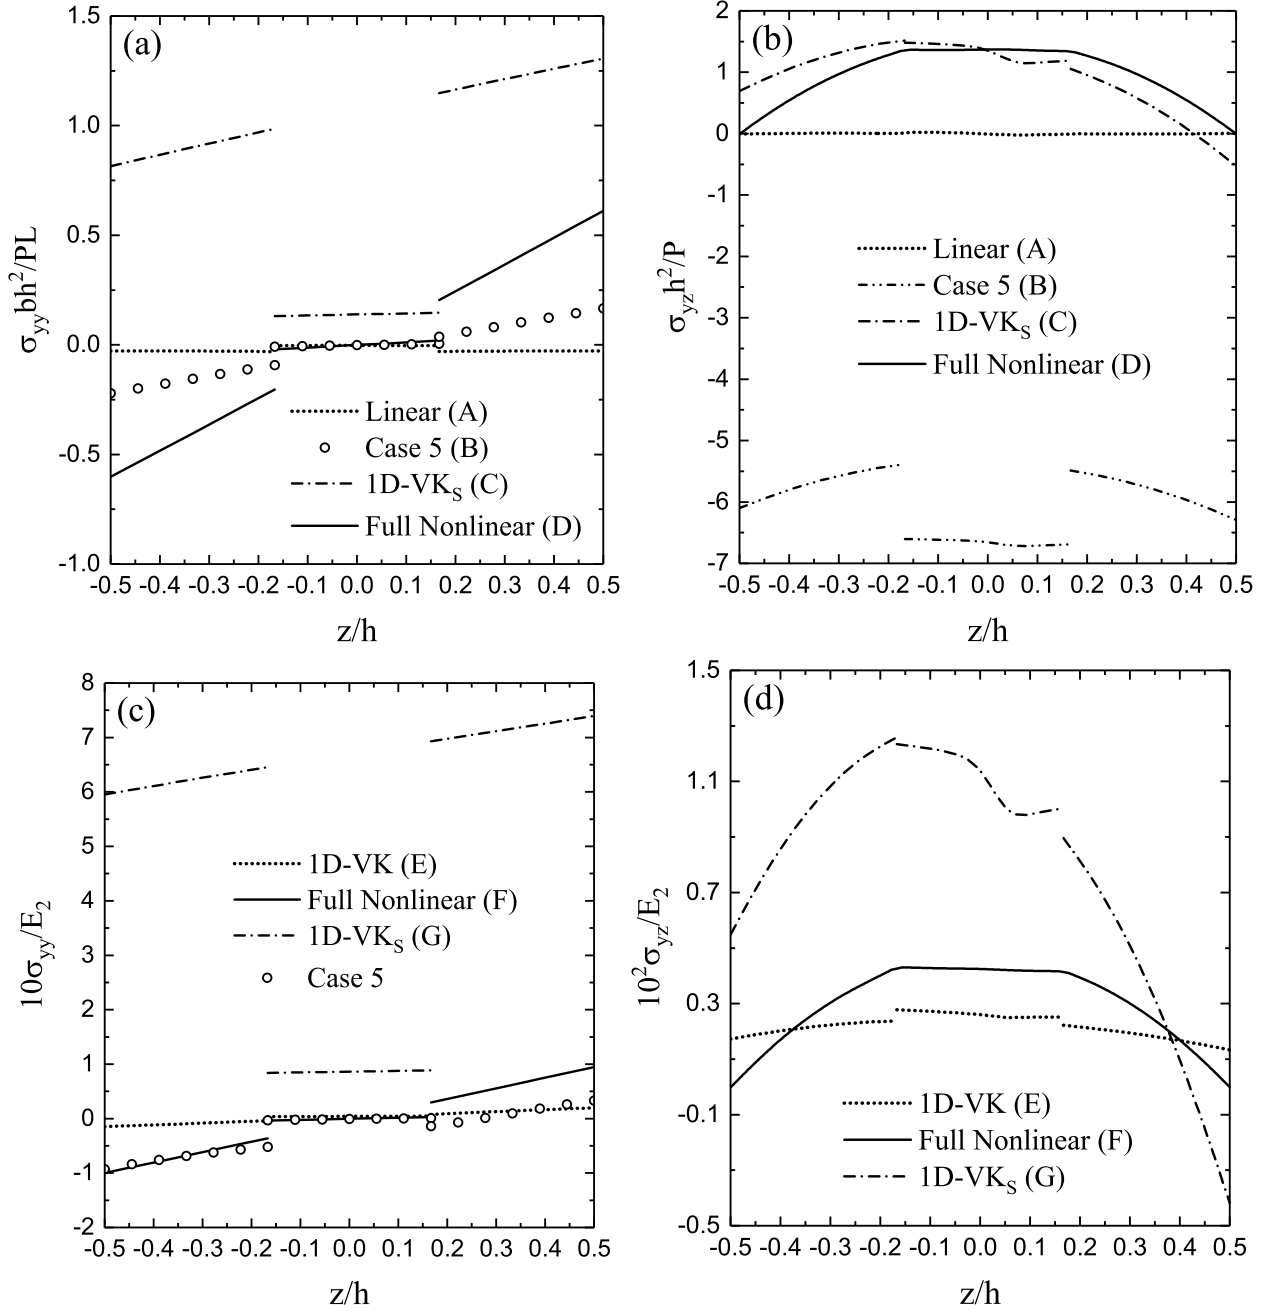 (a)
1.5
1.0
0.5
0.0
-0.5
-1.0
σyybh²/PL
Linear (A)
Case 5 (B)
1D-VKS (C)
Full Nonlinear (D)
-0.5 -0.4 -0.3 -0.2 -0.1 0.0 0.1 0.2 0.3 0.4 0.5
z/h
(b)
2
1
0
-1
-2
-3
-4
-5
-6
-7
σyzh²/P
Linear (A)
Case 5 (B)
1D-VKS (C)
Full Nonlinear (D)
-0.5 -0.4 -0.3 -0.2 -0.1 0.0 0.1 0.2 0.3 0.4 0.5
z/h
(c)
8
7
6
5
4
3
2
1
0
-1
-2
10σyy/E2
1D-VK (E)
Full Nonlinear (F)
1D-VKS (G)
Case 5
-0.5 -0.4 -0.3 -0.2 -0.1 0.0 0.1 0.2 0.3 0.4 0.5
z/h
(d)
1.5
1.1
0.7
0.3
-0.1
-0.5
10²σyz/E2
1D-VK (E)
Full Nonlinear (F)
1D-VKS (G)
-0.5 -0.4 -0.3 -0.2 -0.1 0.0 0.1 0.2 0.3 0.4 0.5
z/h